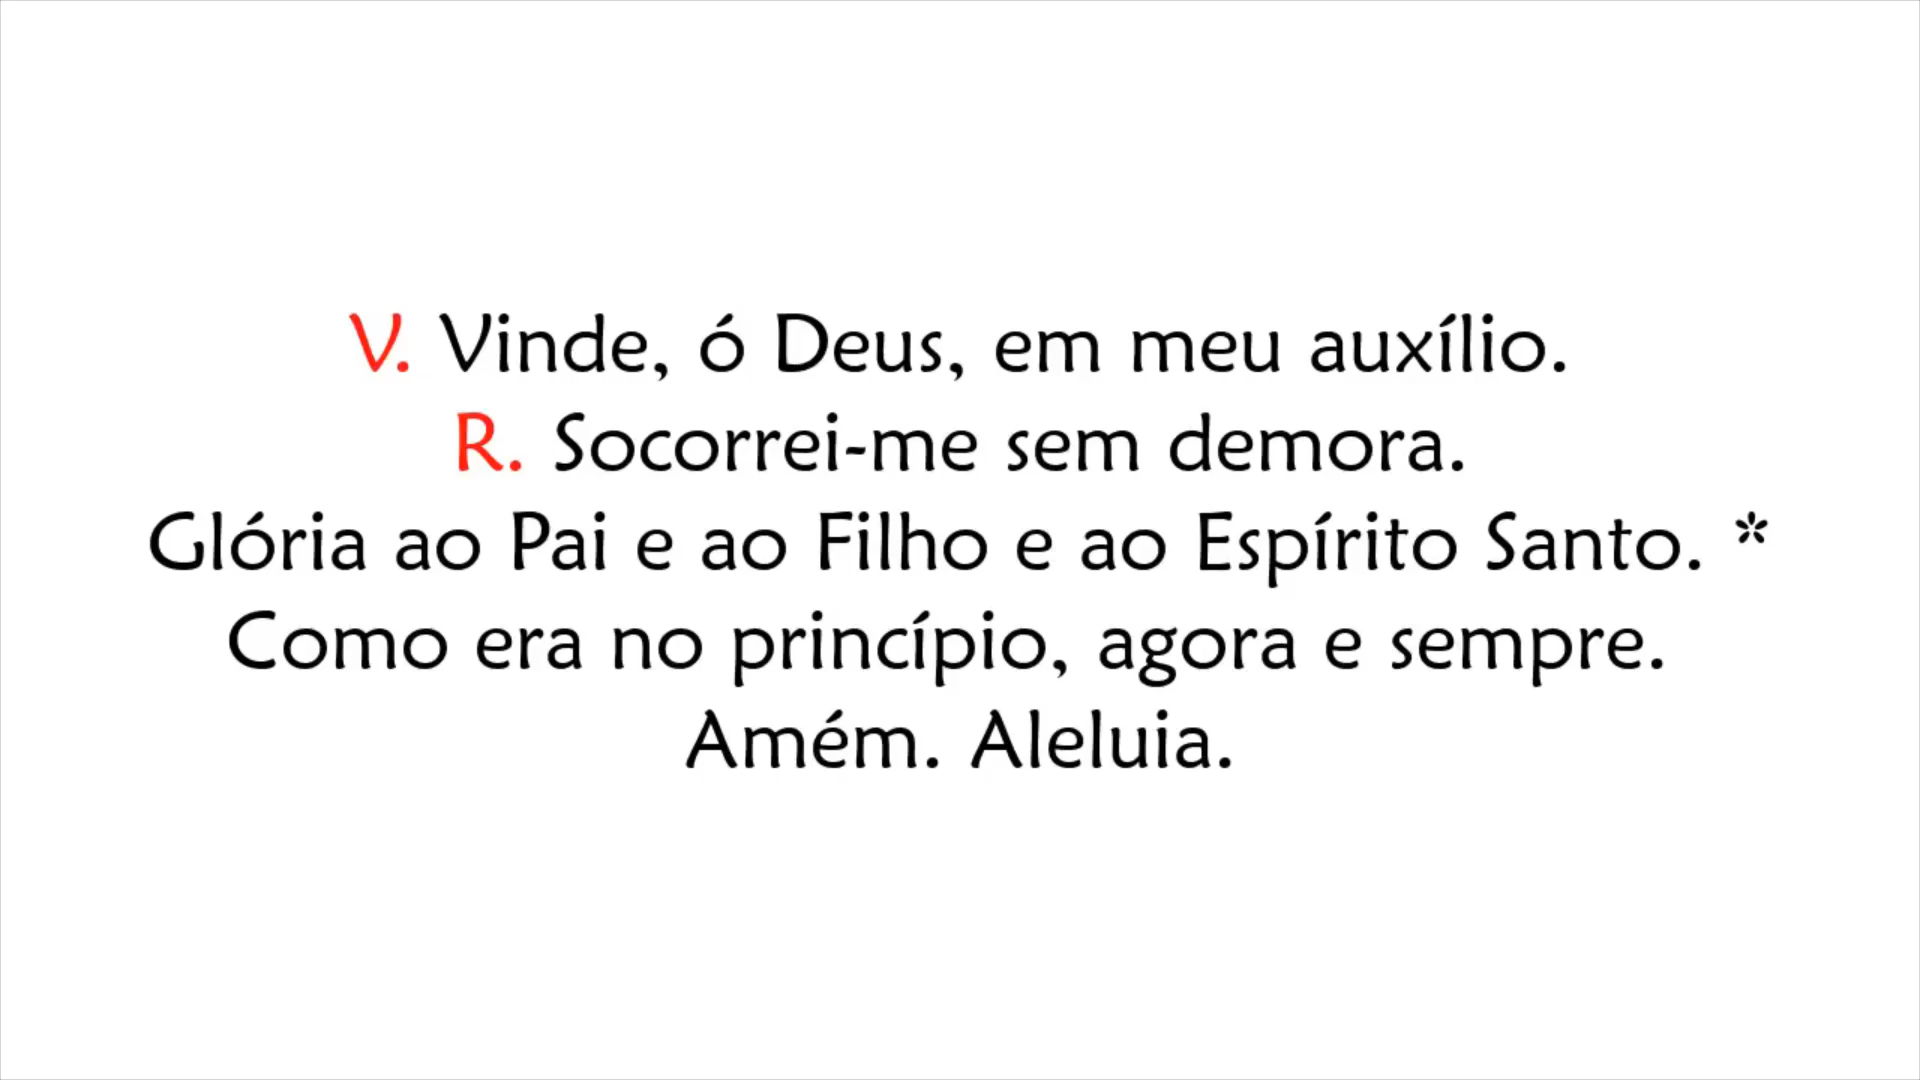 V. Vinde, ó Deus, em meu auxílio.
R. Socorrei-me sem demora.
Glória ao Pai e ao Filho e ao Espírito Santo. *
Como era no princípio, agora e sempre.
Amém. Aleluia.